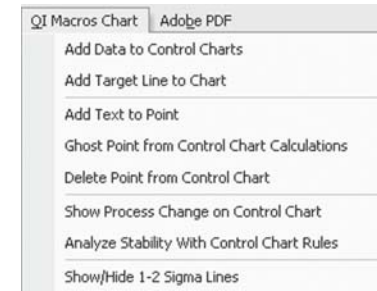 QI Macros Chart Adobe PDF
Add Data to Control Charts
Add Target Line to Chart
Add Text to Point
Ghost Point from Control Chart Calculations
Delete Point from Control Chart
Show Process Change on Control Chart
Analyze Stability With Control Chart Rules
Show/Hide 1-2 Sigma Lines